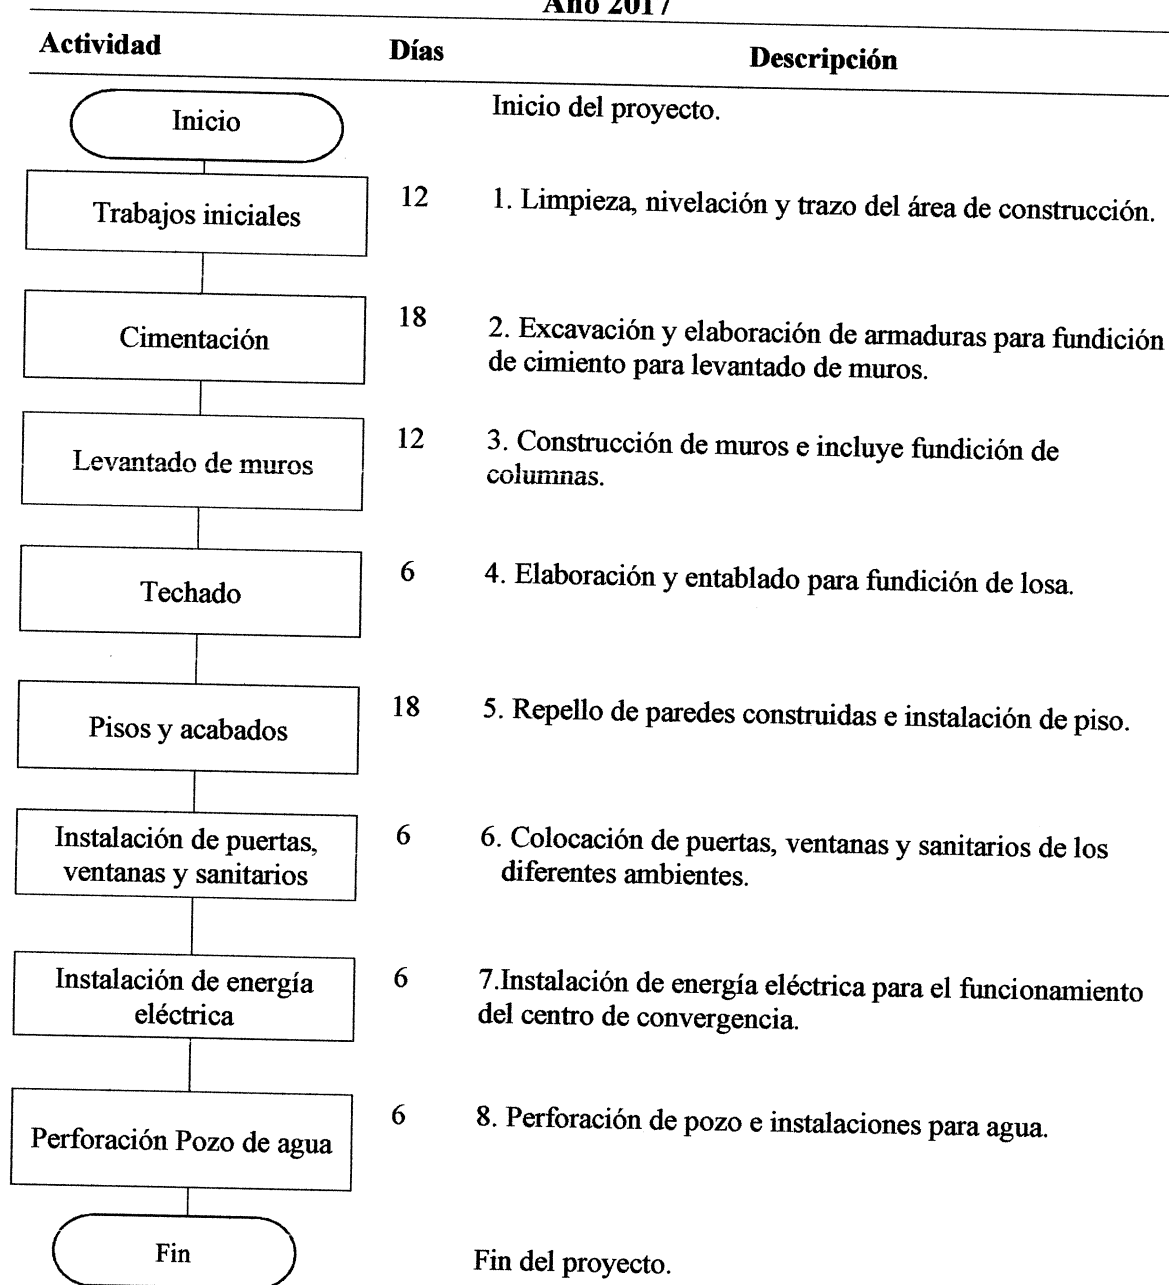 Año 2017
Actividad Días Descripción
Inicio Inicio del proyecto.
Trabajos iniciales 12 1. Limpieza, nivelación y trazo del área de construcción.
Cimentación 18 2. Excavación y elaboración de armaduras para fundición
de cimiento para levantado de muros.
Levantado de muros 12 3. Construcción de muros e incluye fundición de
columnas.
Techado 6 4. Elaboración y entablado para fundición de losa.
Pisos y acabados 18 5. Repello de paredes construidas e instalación de piso.
Instalación de puertas, 6 6. Colocación de puertas, ventanas y sanitarios de los
ventanas y sanitarios diferentes ambientes.
Instalación de energía 6 7.Instalación de energía eléctrica para el funcionamiento
eléctrica del centro de convergencia.
Perforación Pozo de agua 6 8. Perforación de pozo e instalaciones para agua.
Fin Fin del proyecto.